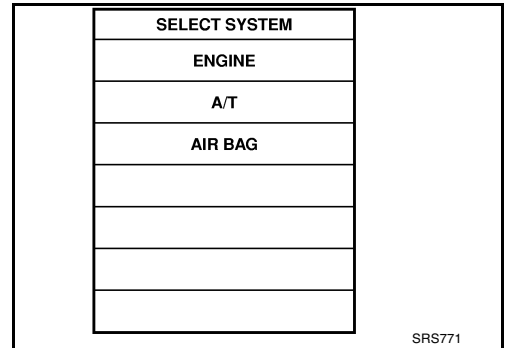 SELECT SYSTEM
ENGINE
A/T
AIR BAG
SRS771